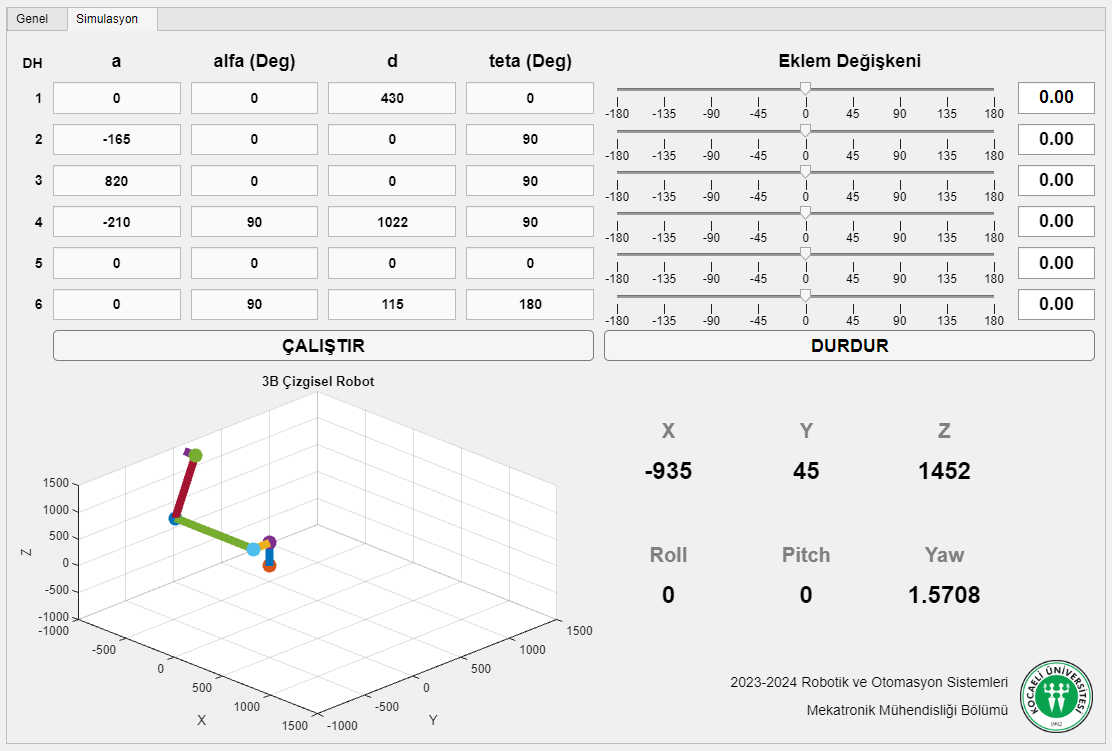 Genel Simulasyon
DH a alfa (Deg) d teta (Deg) Eklem Değişkeni
1 0 0 430 0 0.00
-180 -135 -90 -45 0 45 90 135 180
2 -165 0 0 90 0.00
-180 -135 -90 -45 0 45 90 135 180
3 820 0 0 90 0.00
-180 -135 -90 -45 0 45 90 135 180
4 -210 90 1022 90 0.00
-180 -135 -90 -45 0 45 90 135 180
5 0 0 0 0 0.00
-180 -135 -90 -45 0 45 90 135 180
6 0 90 115 180 0.00
-180 -135 -90 -45 0 45 90 135 180
ÇALIŞTIR DURDUR
3B Çizgisel Robot
1500
1000
500
0
-500
-1000
Z
-1000
-500
0
500
1000
1500
X
-1000
-500
0
500
1000
1500
Y
X Y Z
-935 45 1452
Roll Pitch Yaw
0 0 1.5708
2023-2024 Robotik ve Otomasyon Sistemleri
Mekatronik Mühendisliği Bölümü
KOCAELİ ÜNİVERSİTESİ
1992